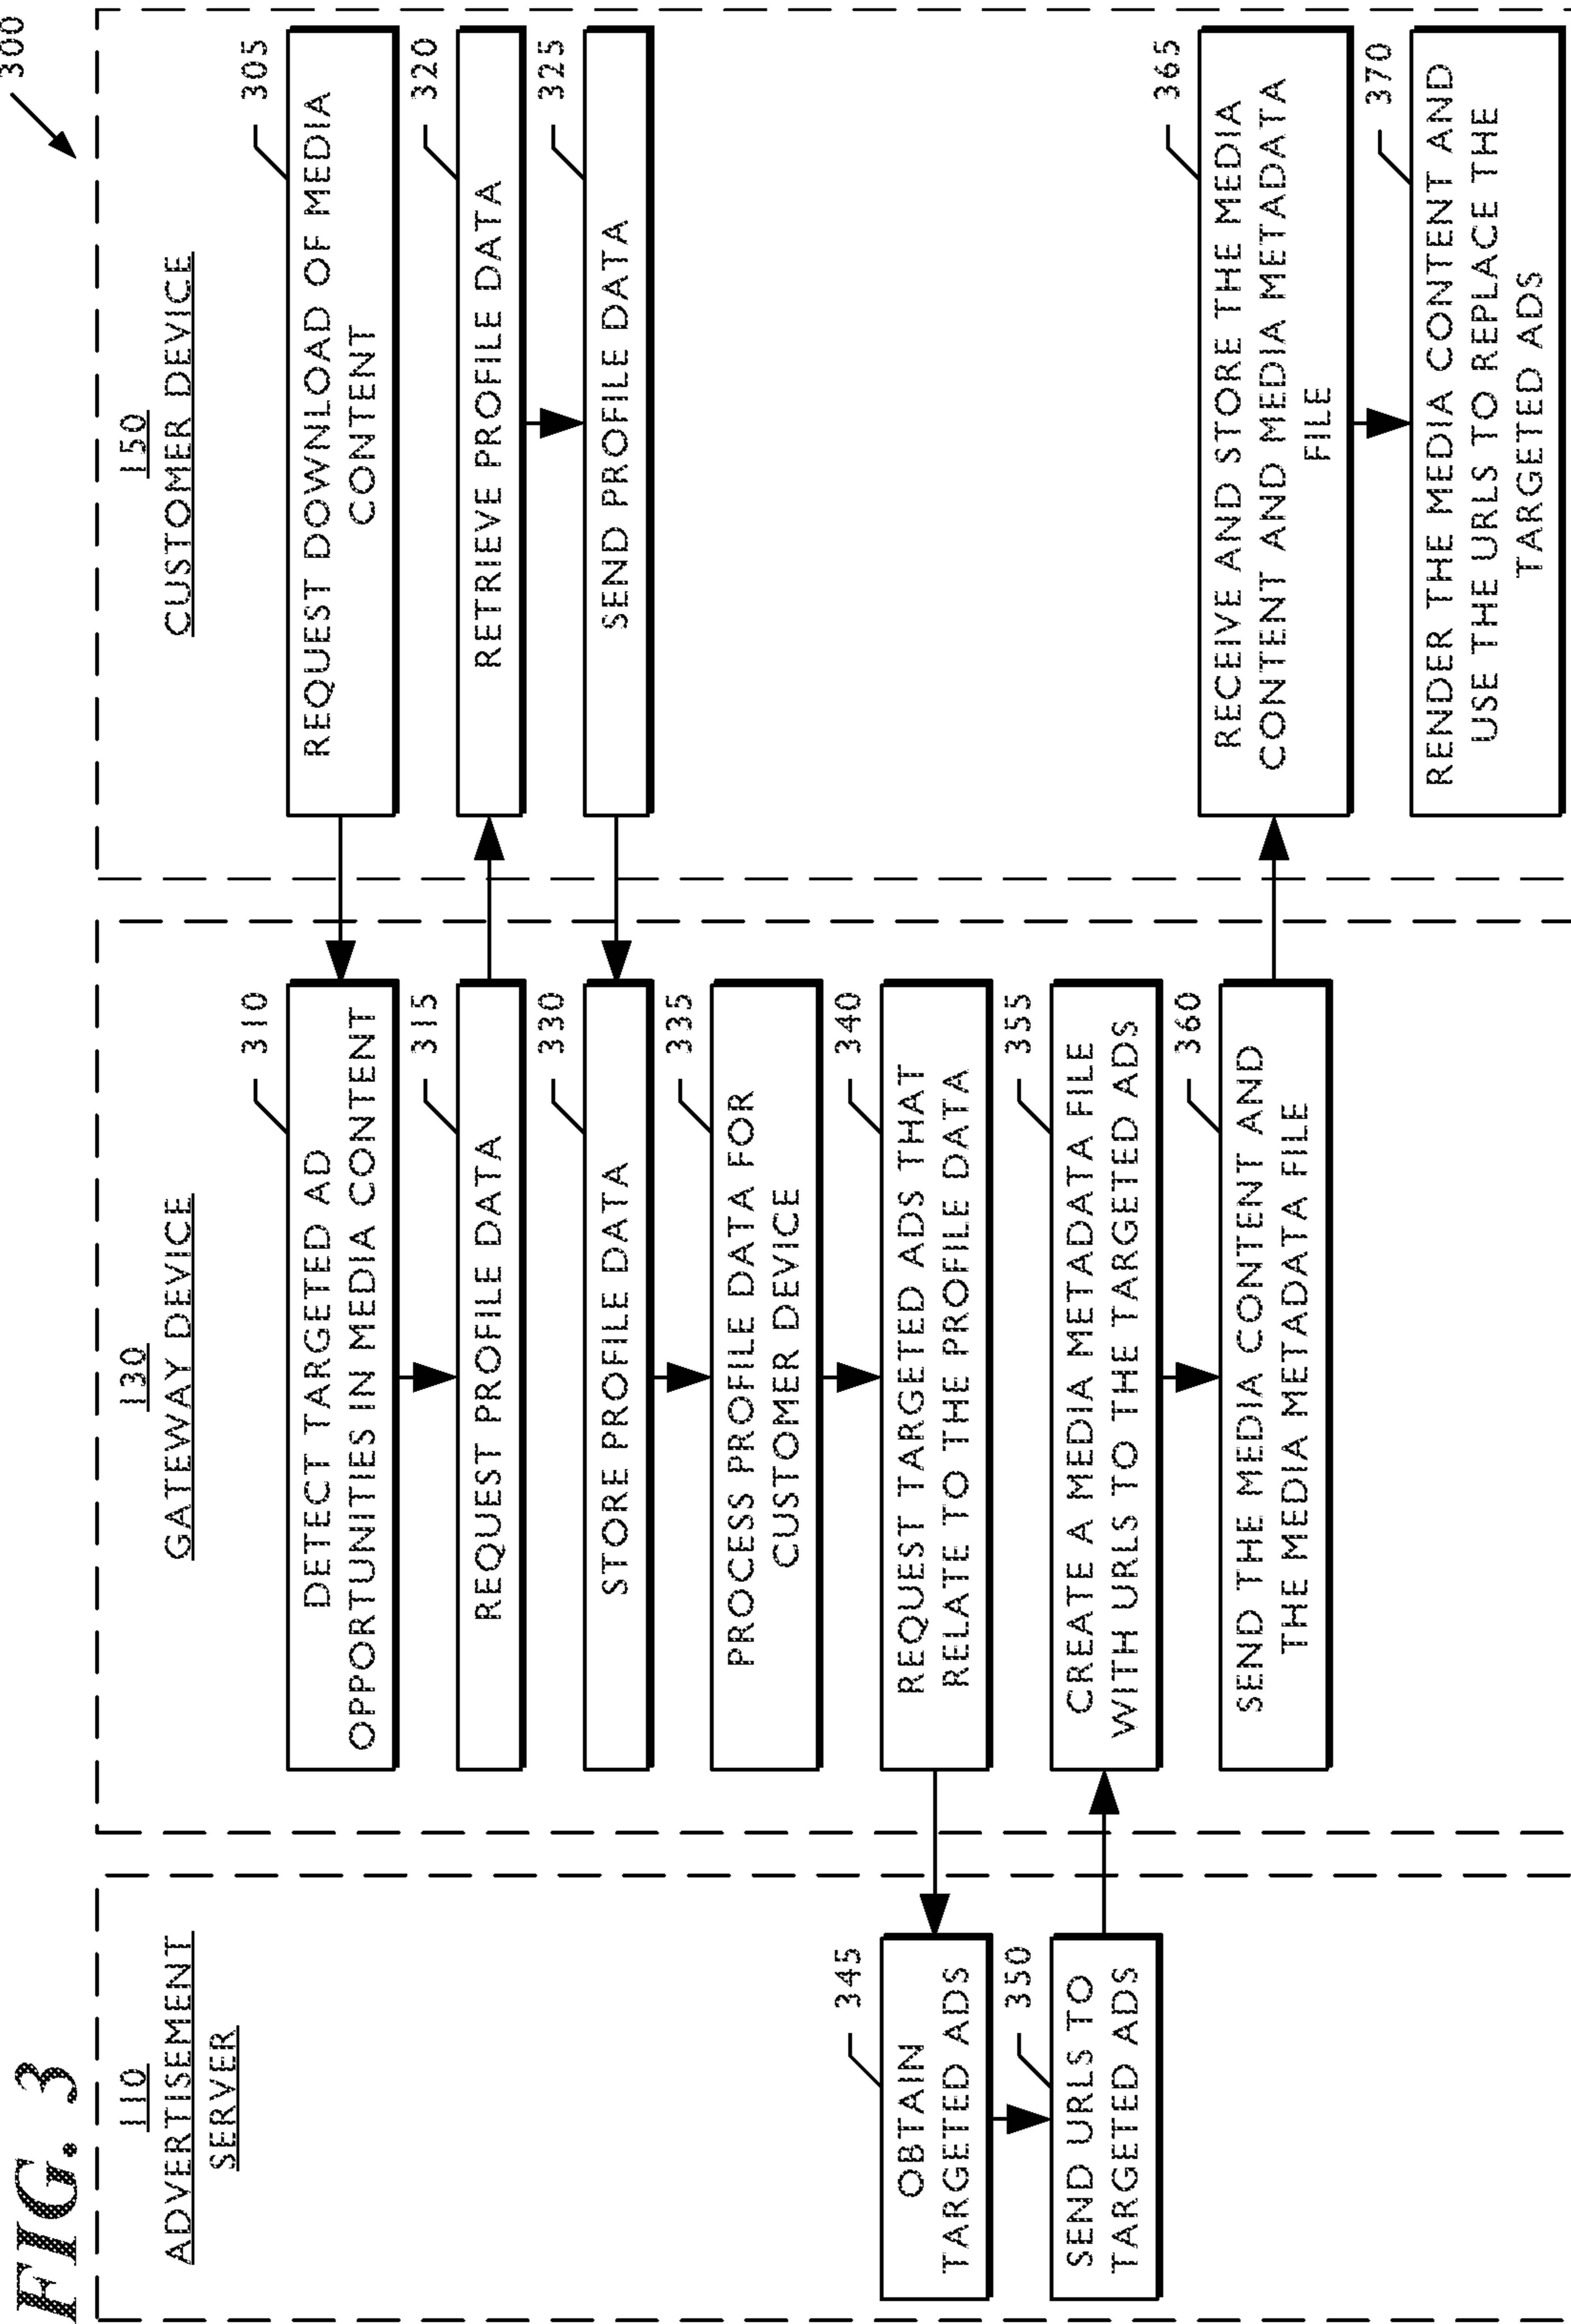 FIG. 3
300
110
ADVERTISEMENT
SERVER
130
GATEWAY DEVICE
150
CUSTOMER DEVICE
305
REQUEST DOWNLOAD OF MEDIA
CONTENT
310
DETECT TARGETED AD
OPPORTUNITIES IN MEDIA CONTENT
315
REQUEST PROFILE DATA
320
RETRIEVE PROFILE DATA
325
SEND PROFILE DATA
330
STORE PROFILE DATA
335
PROCESS PROFILE DATA FOR
CUSTOMER DEVICE
340
REQUEST TARGETED ADS THAT
RELATE TO THE PROFILE DATA
345
OBTAIN
TARGETED ADS
350
SEND URLS TO
TARGETED ADS
355
CREATE A MEDIA METADATA FILE
WITH URLS TO THE TARGETED ADS
360
SEND THE MEDIA CONTENT AND
THE MEDIA METADATA FILE
365
RECEIVE AND STORE THE MEDIA
CONTENT AND MEDIA METADATA
FILE
370
RENDER THE MEDIA CONTENT AND
USE THE URLS TO REPLACE THE
TARGETED ADS